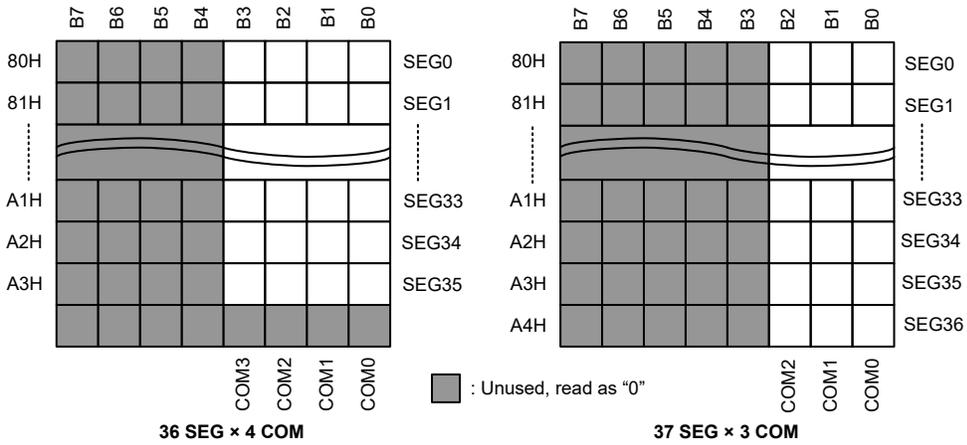 B7 B6 B5 B4 B3 B2 B1 B0
80H SEG0
81H SEG1
A1H SEG33
A2H SEG34
A3H SEG35
COM3 COM2 COM1 COM0
36 SEG × 4 COM
B7 B6 B5 B4 B3 B2 B1 B0
80H SEG0
81H SEG1
A1H SEG33
A2H SEG34
A3H SEG35
A4H SEG36
COM2 COM1 COM0
37 SEG × 3 COM
: Unused, read as “0”